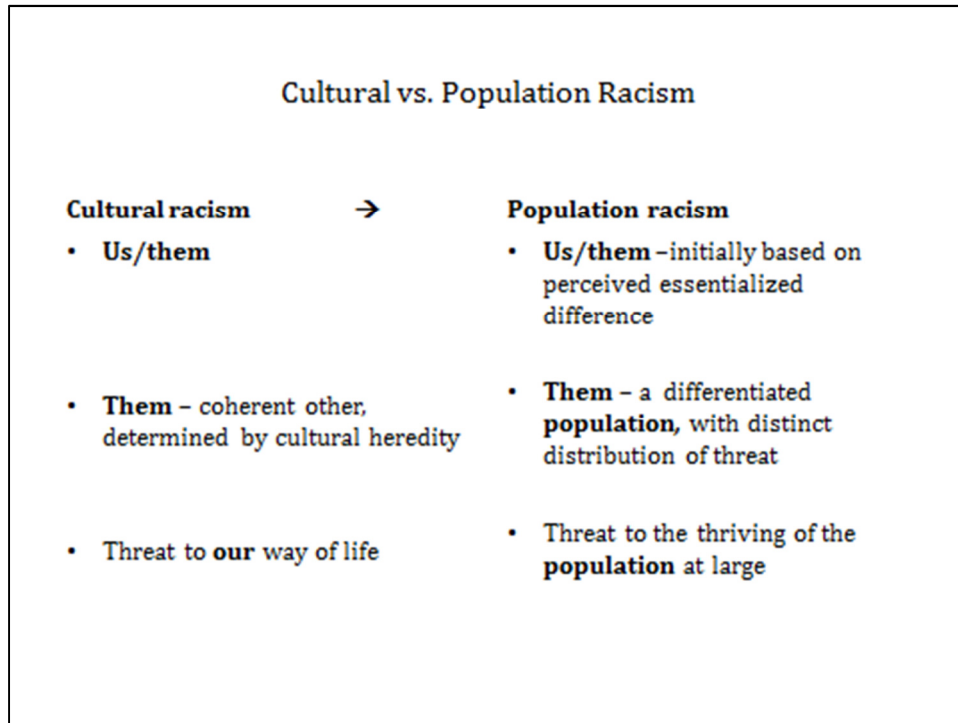 Cultural vs. Population Racism
Cultural racism →
• Us/them
• Them – coherent other,
determined by cultural heredity
• Threat to our way of life
Population racism
• Us/them –initially based on
perceived essentialized
difference
• Them – a differentiated
population, with distinct
distribution of threat
• Threat to the thriving of the
population at large